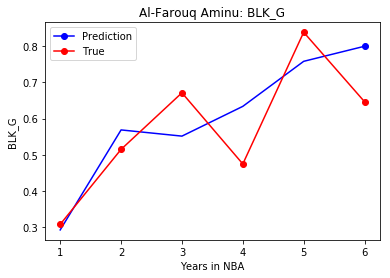 Al-Farouq Aminu: BLK_G
Prediction
True
0.8
0.7
0.6
0.5
0.4
0.3
BLK_G
1 2 3 4 5 6
Years in NBA